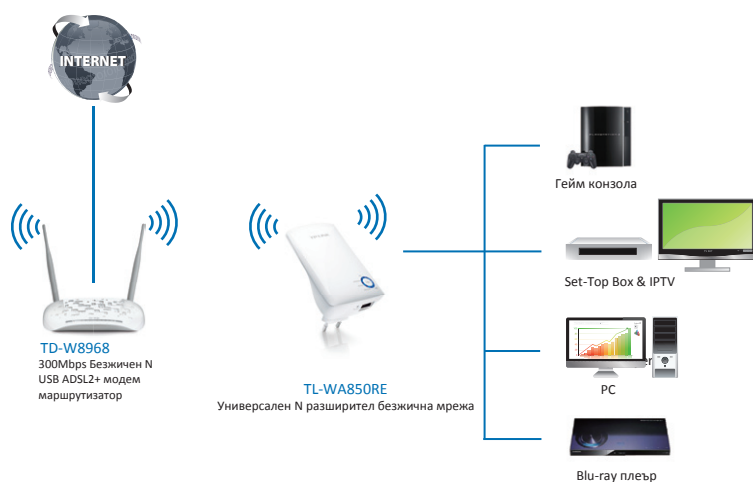 INTERNET
Гейм конзола
Set-Top Box & IPTV
TD-W8968
300Mbps Безжичен N
USB ADSL2+ модем
маршрутизатор
TL-WA850RE
Универсален N разширител безжична мрежа
PC
Blu-ray плеър